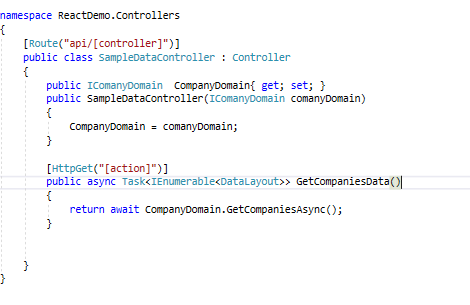 namespace ReactDemo.Controllers
{
[Route("api/[controller]")]
public class SampleDataController : Controller
{
public IComanyDomain CompanyDomain{ get; set; }
public SampleDataController(IComanyDomain comanyDomain)
{
CompanyDomain = comanyDomain;
}
[HttpGet("[action]")]
public async Task<IEnumerable<DataLayout>> GetCompaniesData()
{
return await CompanyDomain.GetCompaniesAsync();
}
}
}